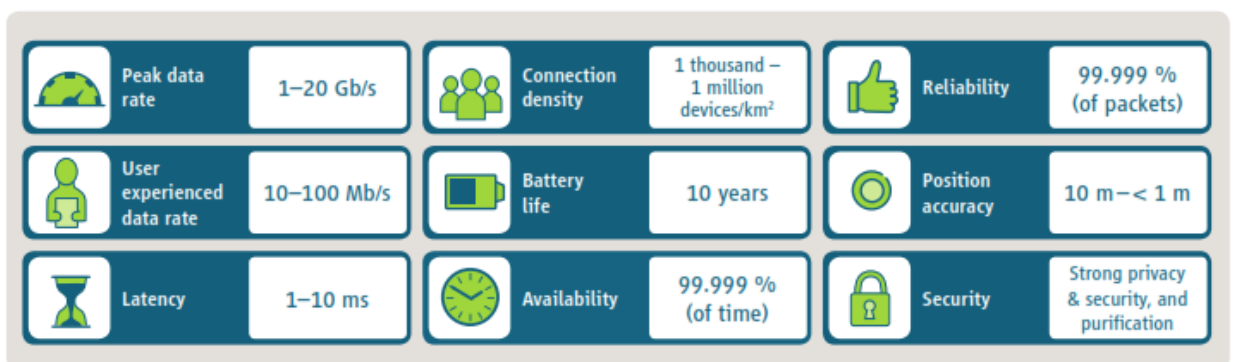 Peak data
rate
1–20 Gb/s
Connection
density
1 thousand –
1 million
devices/km²
Reliability
99.999 %
(of packets)
User
experienced
data rate
10–100 Mb/s
Battery
life
10 years
Position
accuracy
10 m–< 1 m
Latency
1–10 ms
Availability
99.999 %
(of time)
Security
Strong privacy
& security, and
purification